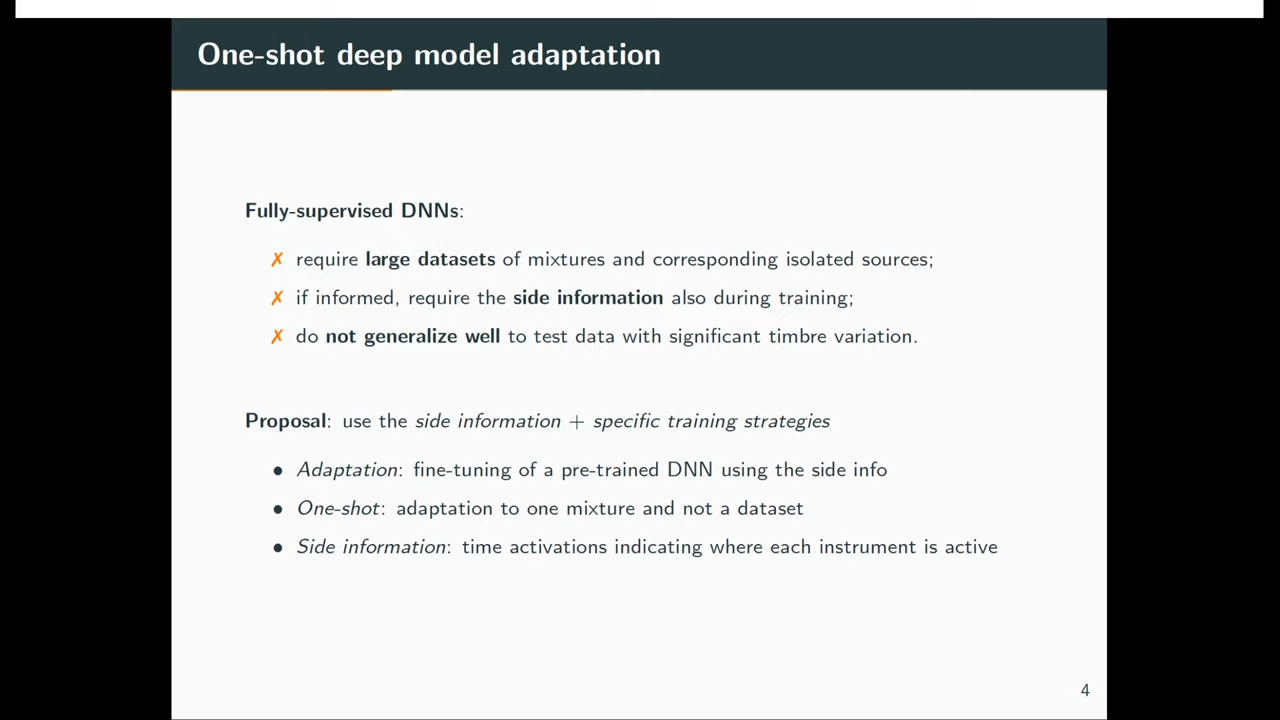 One-shot deep model adaptation
Fully-supervised DNNs:
✗ require large datasets of mixtures and corresponding isolated sources;
✗ if informed, require the side information also during training;
✗ do not generalize well to test data with significant timbre variation.
Proposal: use the side information + specific training strategies
• Adaptation: fine-tuning of a pre-trained DNN using the side info
• One-shot: adaptation to one mixture and not a dataset
• Side information: time activations indicating where each instrument is active
4